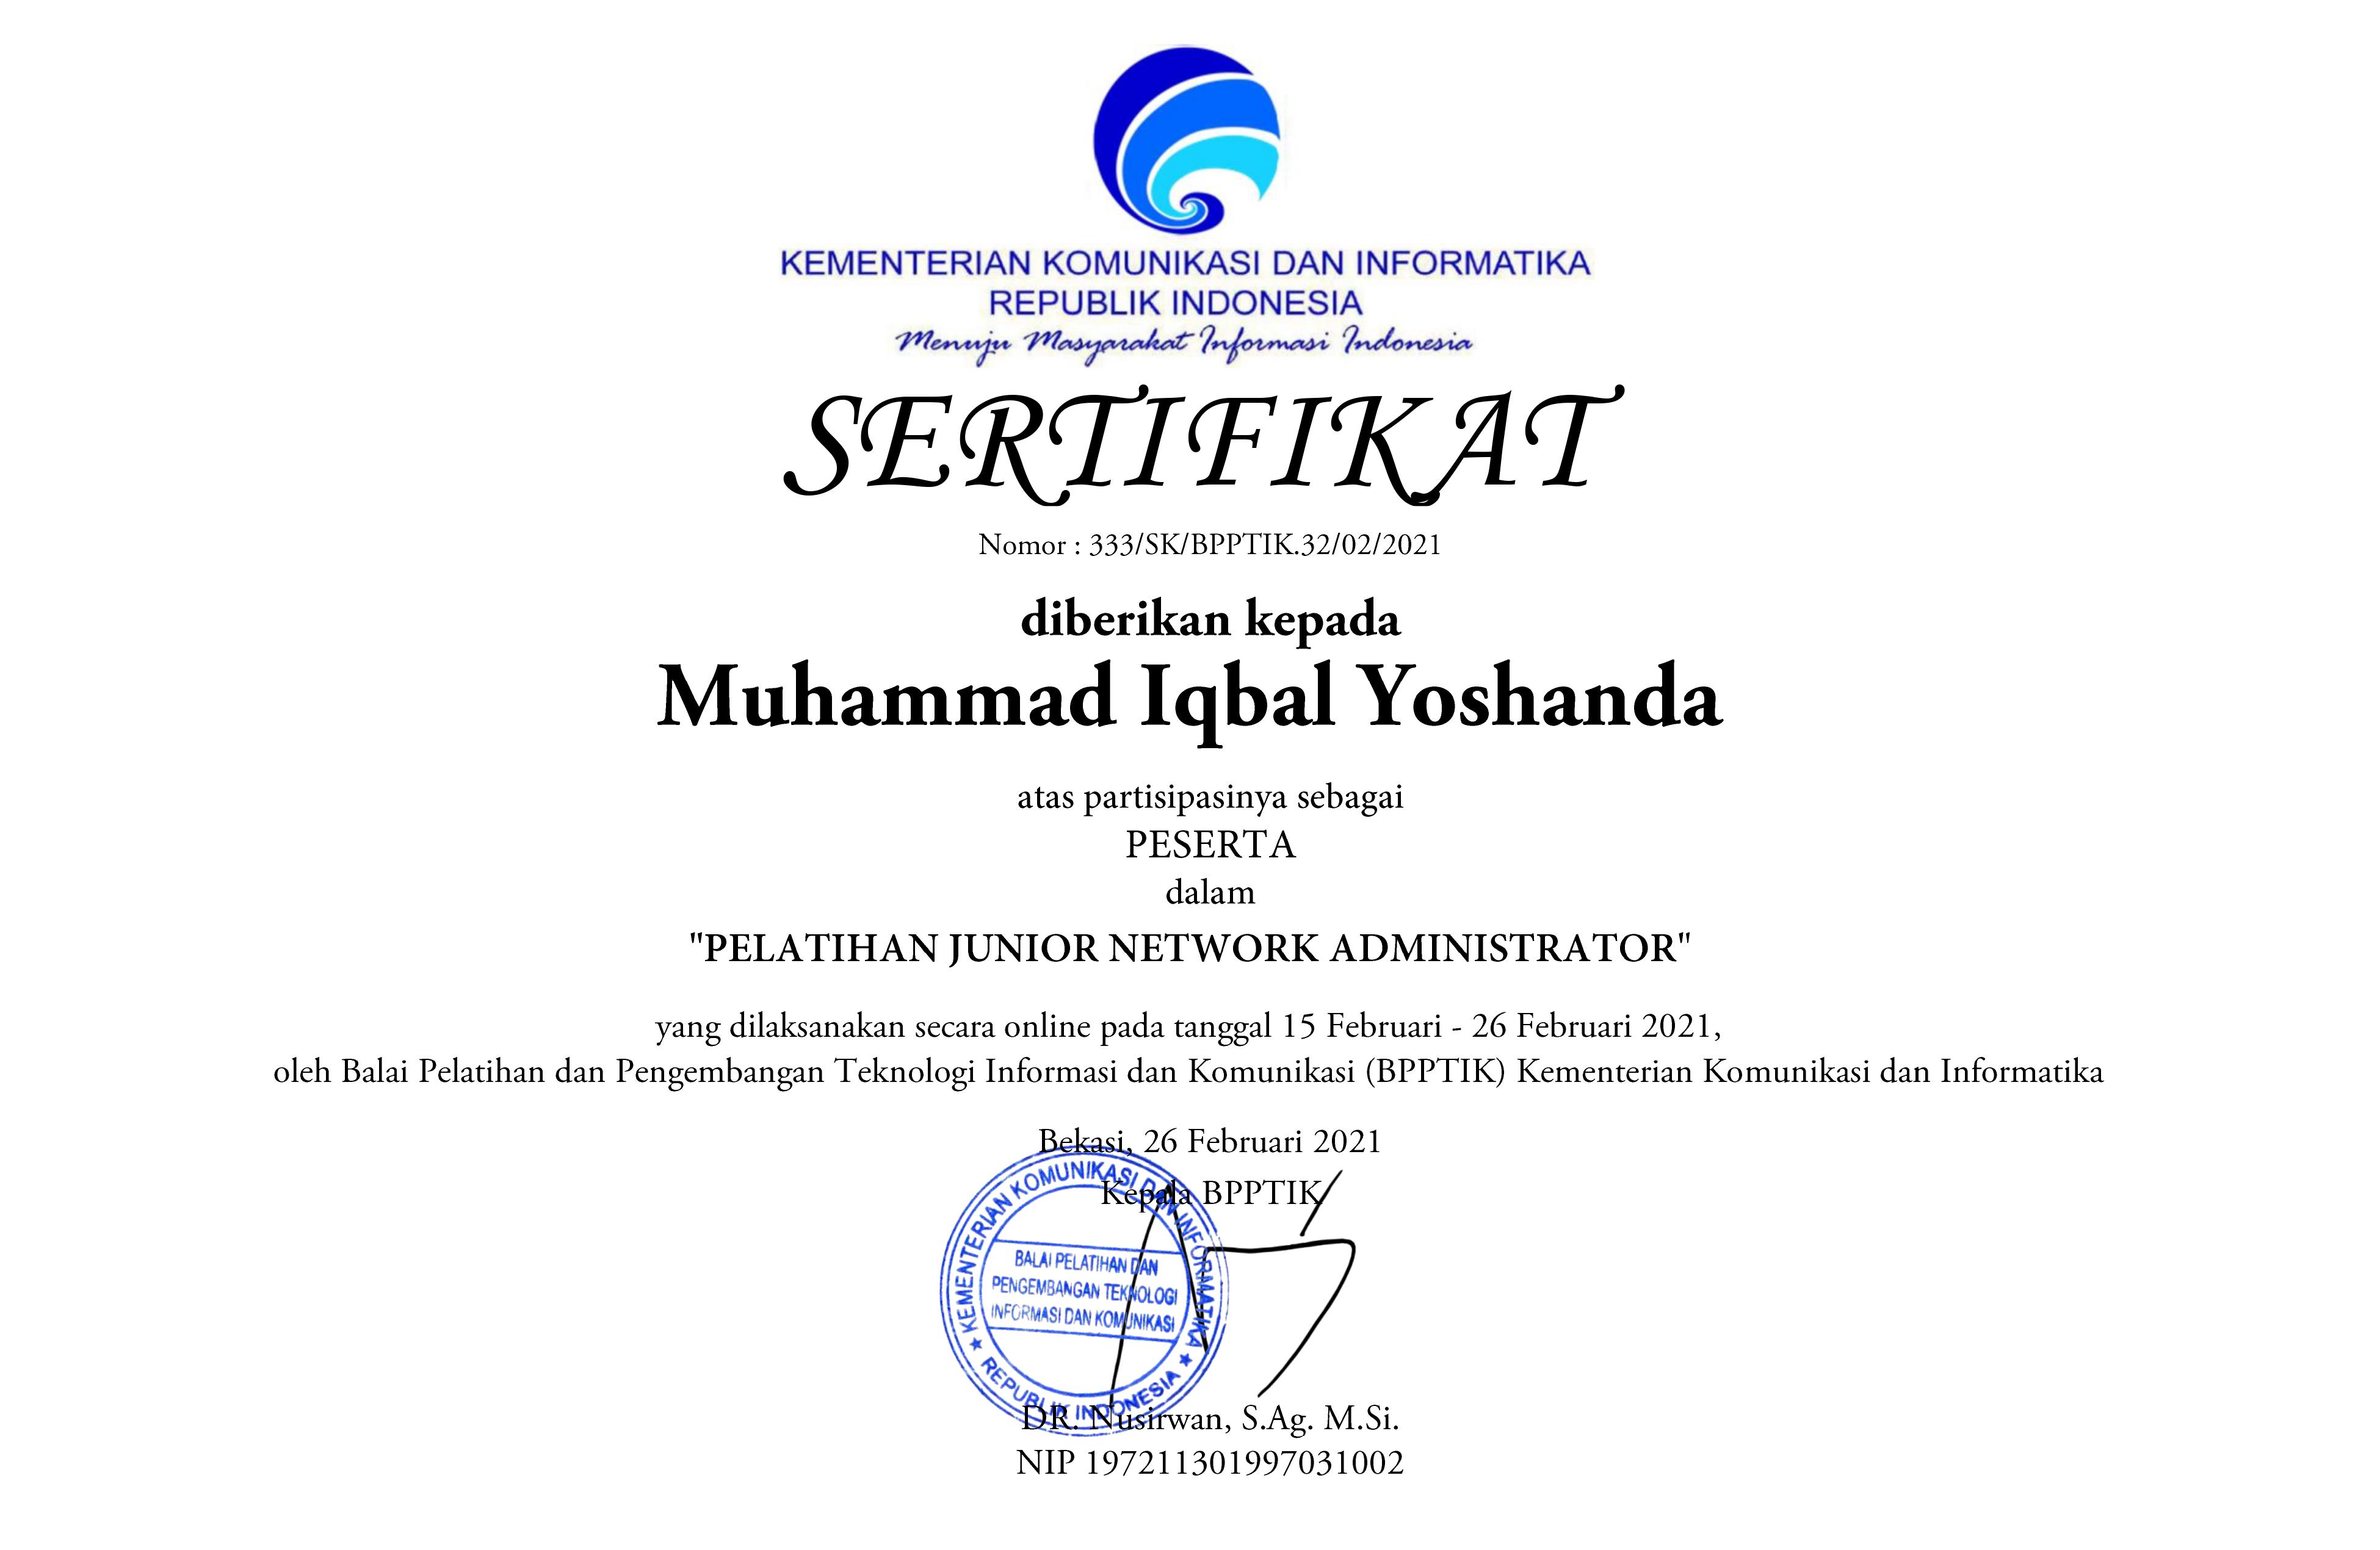 KEMENTERIAN KOMUNIKASI DAN INFORMATIKA
REPUBLIK INDONESIA
Menuju Masyarakat Informasi Indonesia
SERTIFIKAT
Nomor : 333/SK/BPPTIK.32/02/2021
diberikan kepada
Muhammad Iqbal Yoshanda
atas partisipasinya sebagai
PESERTA
dalam
"PELATIHAN JUNIOR NETWORK ADMINISTRATOR"
yang dilaksanakan secara online pada tanggal 15 Februari - 26 Februari 2021,
oleh Balai Pelatihan dan Pengembangan Teknologi Informasi dan Komunikasi (BPPTIK) Kementerian Komunikasi dan Informatika
Bekasi, 26 Februari 2021
Kepala BPPTIK
KEMENTERIAN KOMUNIKASI DAN INFORMATIKA
BALAI PELATIHAN DAN
PENGEMBANGAN TEKNOLOGI
INFORMASI DAN KOMUNIKASI
★ REPUBLIK INDONESIA ★
DR. Nusirwan, S.Ag. M.Si.
NIP 197211301997031002